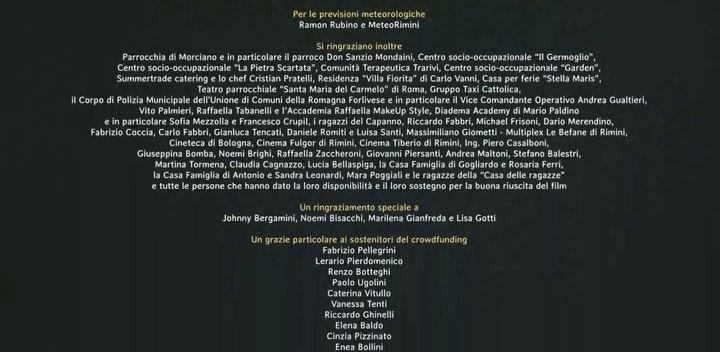 Per le previsioni meteorologiche
Ramon Rubino e MeteoRimini
Si ringraziano inoltre
Parrocchia di Morciano e in particolare il parroco Don Sanzio Mondaini, Centro socio-occupazionale "Il Germoglio",
Centro socio-occupazionale "La Pietra Scartata", Comunità Terapeutica Trarivi, Centro socio-occupazionale "Garden",
Summertrade catering e lo chef Cristian Pratelli, Residenza "Villa Fiorita" di Carlo Vanni, Casa per ferie "Stella Maris",
Teatro parrocchiale "Santa Maria del Carmelo" di Roma, Gruppo Taxi Cattolica,
il Corpo di Polizia Municipale dell'Unione di Comuni della Romagna Forlivese e in particolare il Vice Comandante Operativo Andrea Gualtieri,
Vito Palmieri, Raffaella Tabanelli e l'Accademia Raffaella MakeUp Style, Diadema Academy di Mario Paldino
e in particolare Sofia Mezzolla e Francesco Crupil, i ragazzi del Capanno, Riccardo Fabbri, Michael Frisoni, Dario Merendino,
Fabrizio Coccia, Carlo Fabbri, Gianluca Tencati, Daniele Romiti e Luisa Santi, Massimiliano Giometti - Multiplex Le Befane di Rimini,
Cineteca di Bologna, Cinema Fulgor di Rimini, Cinema Tiberio di Rimini, Ing. Piero Casalboni,
Giuseppina Bomba, Noemi Brighi, Raffaella Zaccheroni, Giovanni Piersanti, Andrea Maltoni, Stefano Balestri,
Martina Tormena, Claudia Cagnazzo, Lucia Bellaspiga, la Casa Famiglia di Gogliardo e Rosaria Ferri,
la Casa Famiglia di Antonio e Sandra Leonardi, Mara Poggiali e le ragazze della "Casa delle ragazze"
e tutte le persone che hanno dato la loro disponibilità e il loro sostegno per la buona riuscita del film
Un ringraziamento speciale a
Johnny Bergamini, Noemi Bisacchi, Marilena Gianfreda e Lisa Gotti
Un grazie particolare ai sostenitori del crowdfunding
Fabrizio Pellegrini
Lerario Pierdomenico
Renzo Botteghi
Paolo Ugolini
Caterina Vitullo
Vanessa Tenti
Riccardo Ghinelli
Elena Baldo
Cinzia Pizzinato
Enea Bollini